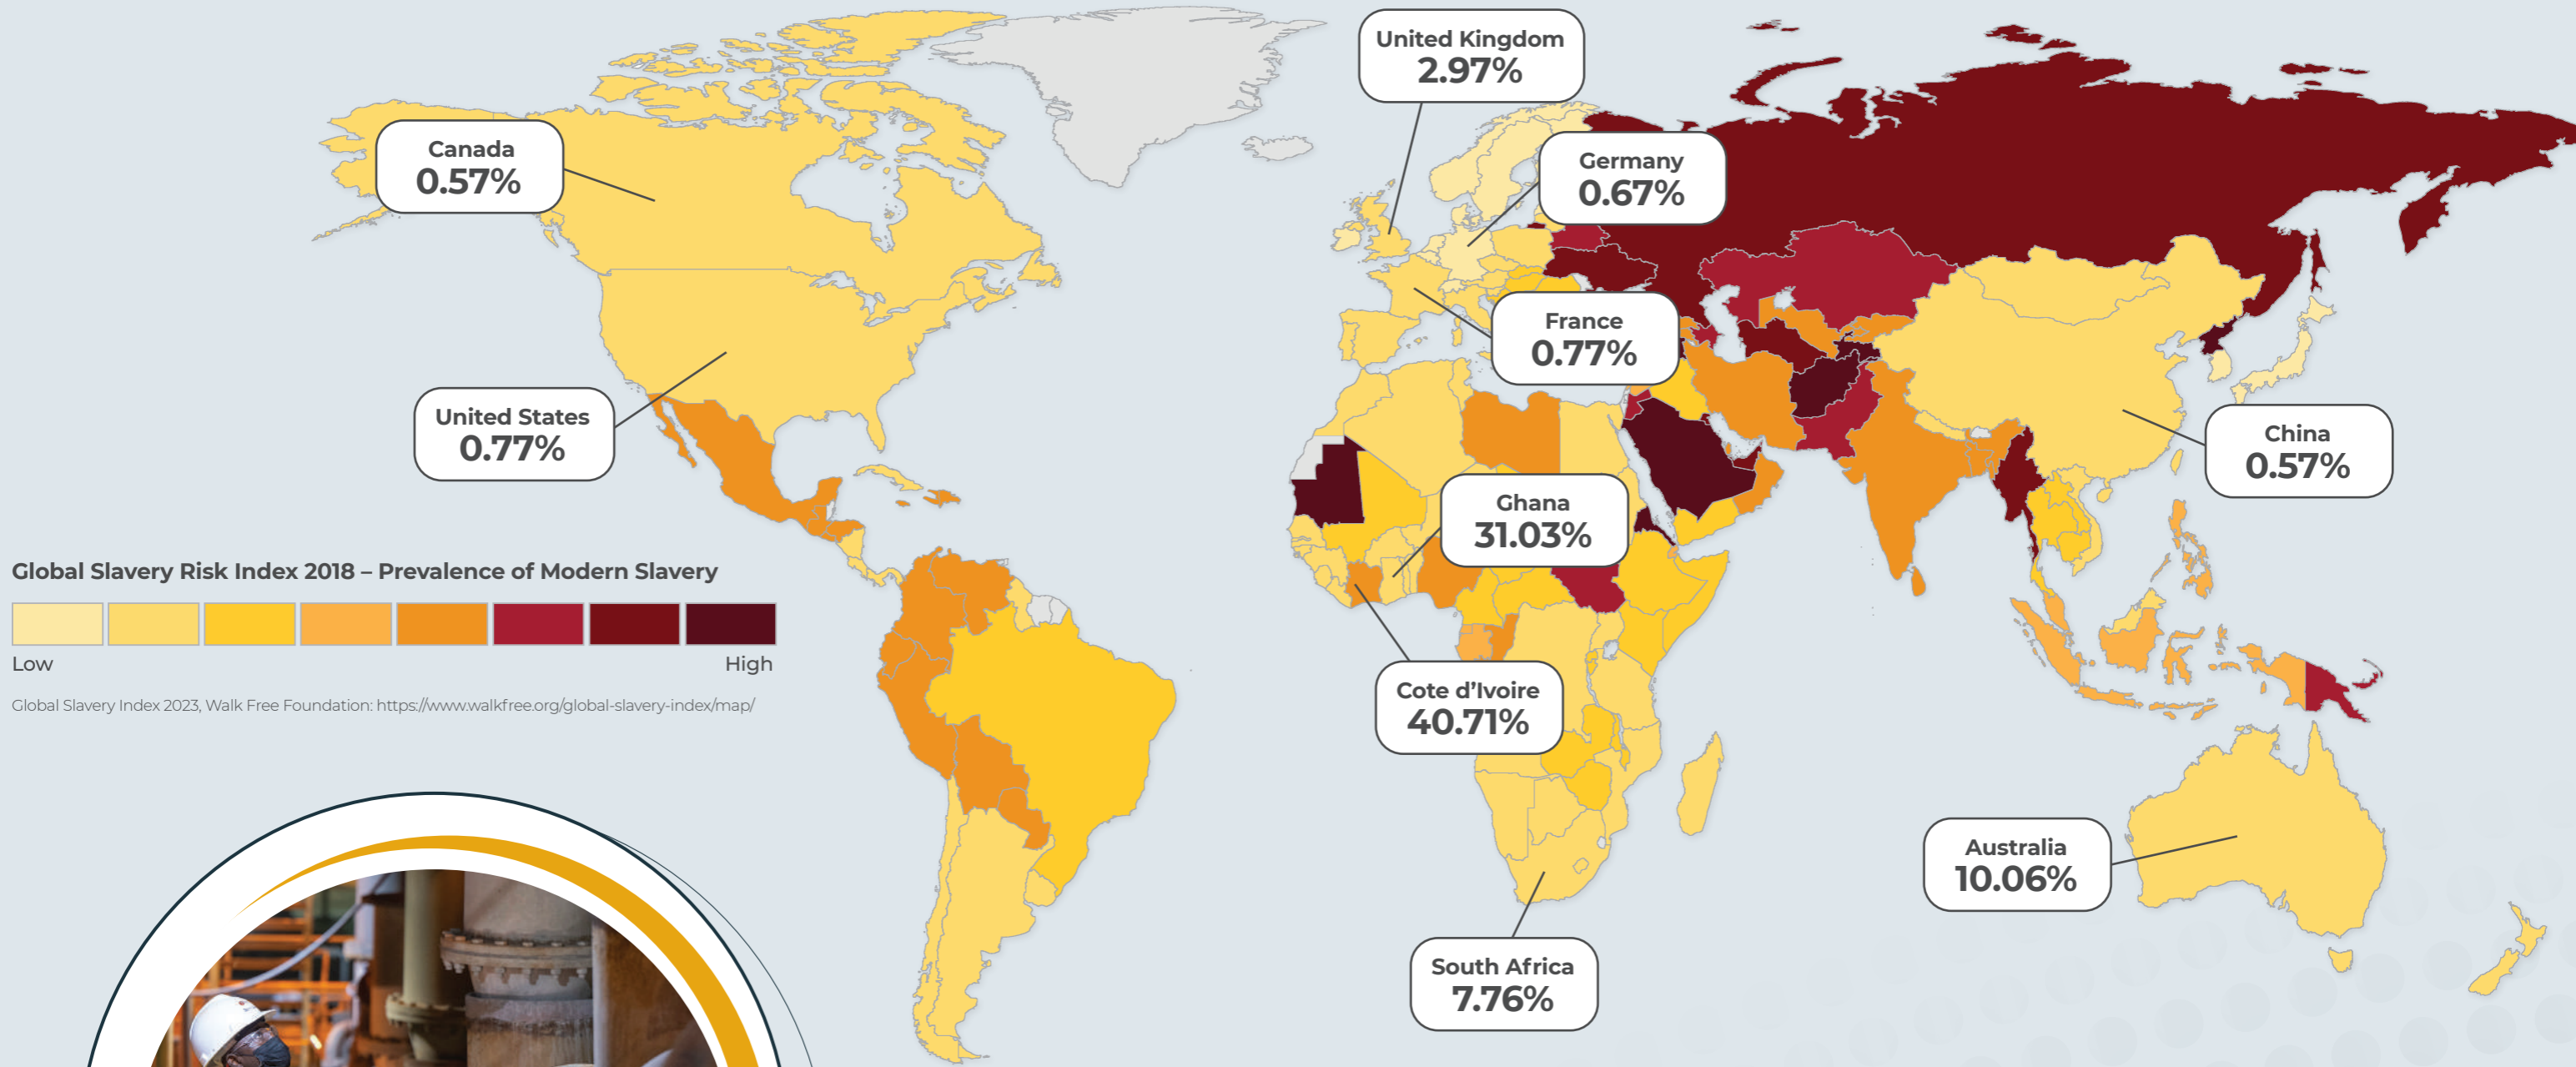 United Kingdom
2.97%
Canada
0.57%
Germany
0.67%
France
0.77%
United States
0.77%
China
0.57%
Ghana
31.03%
Global Slavery Risk Index 2018 – Prevalence of Modern Slavery
Low
High
Global Slavery Index 2023, Walk Free Foundation: https://www.walkfree.org/global-slavery-index/map/
Cote d’Ivoire
40.71%
Australia
10.06%
South Africa
7.76%